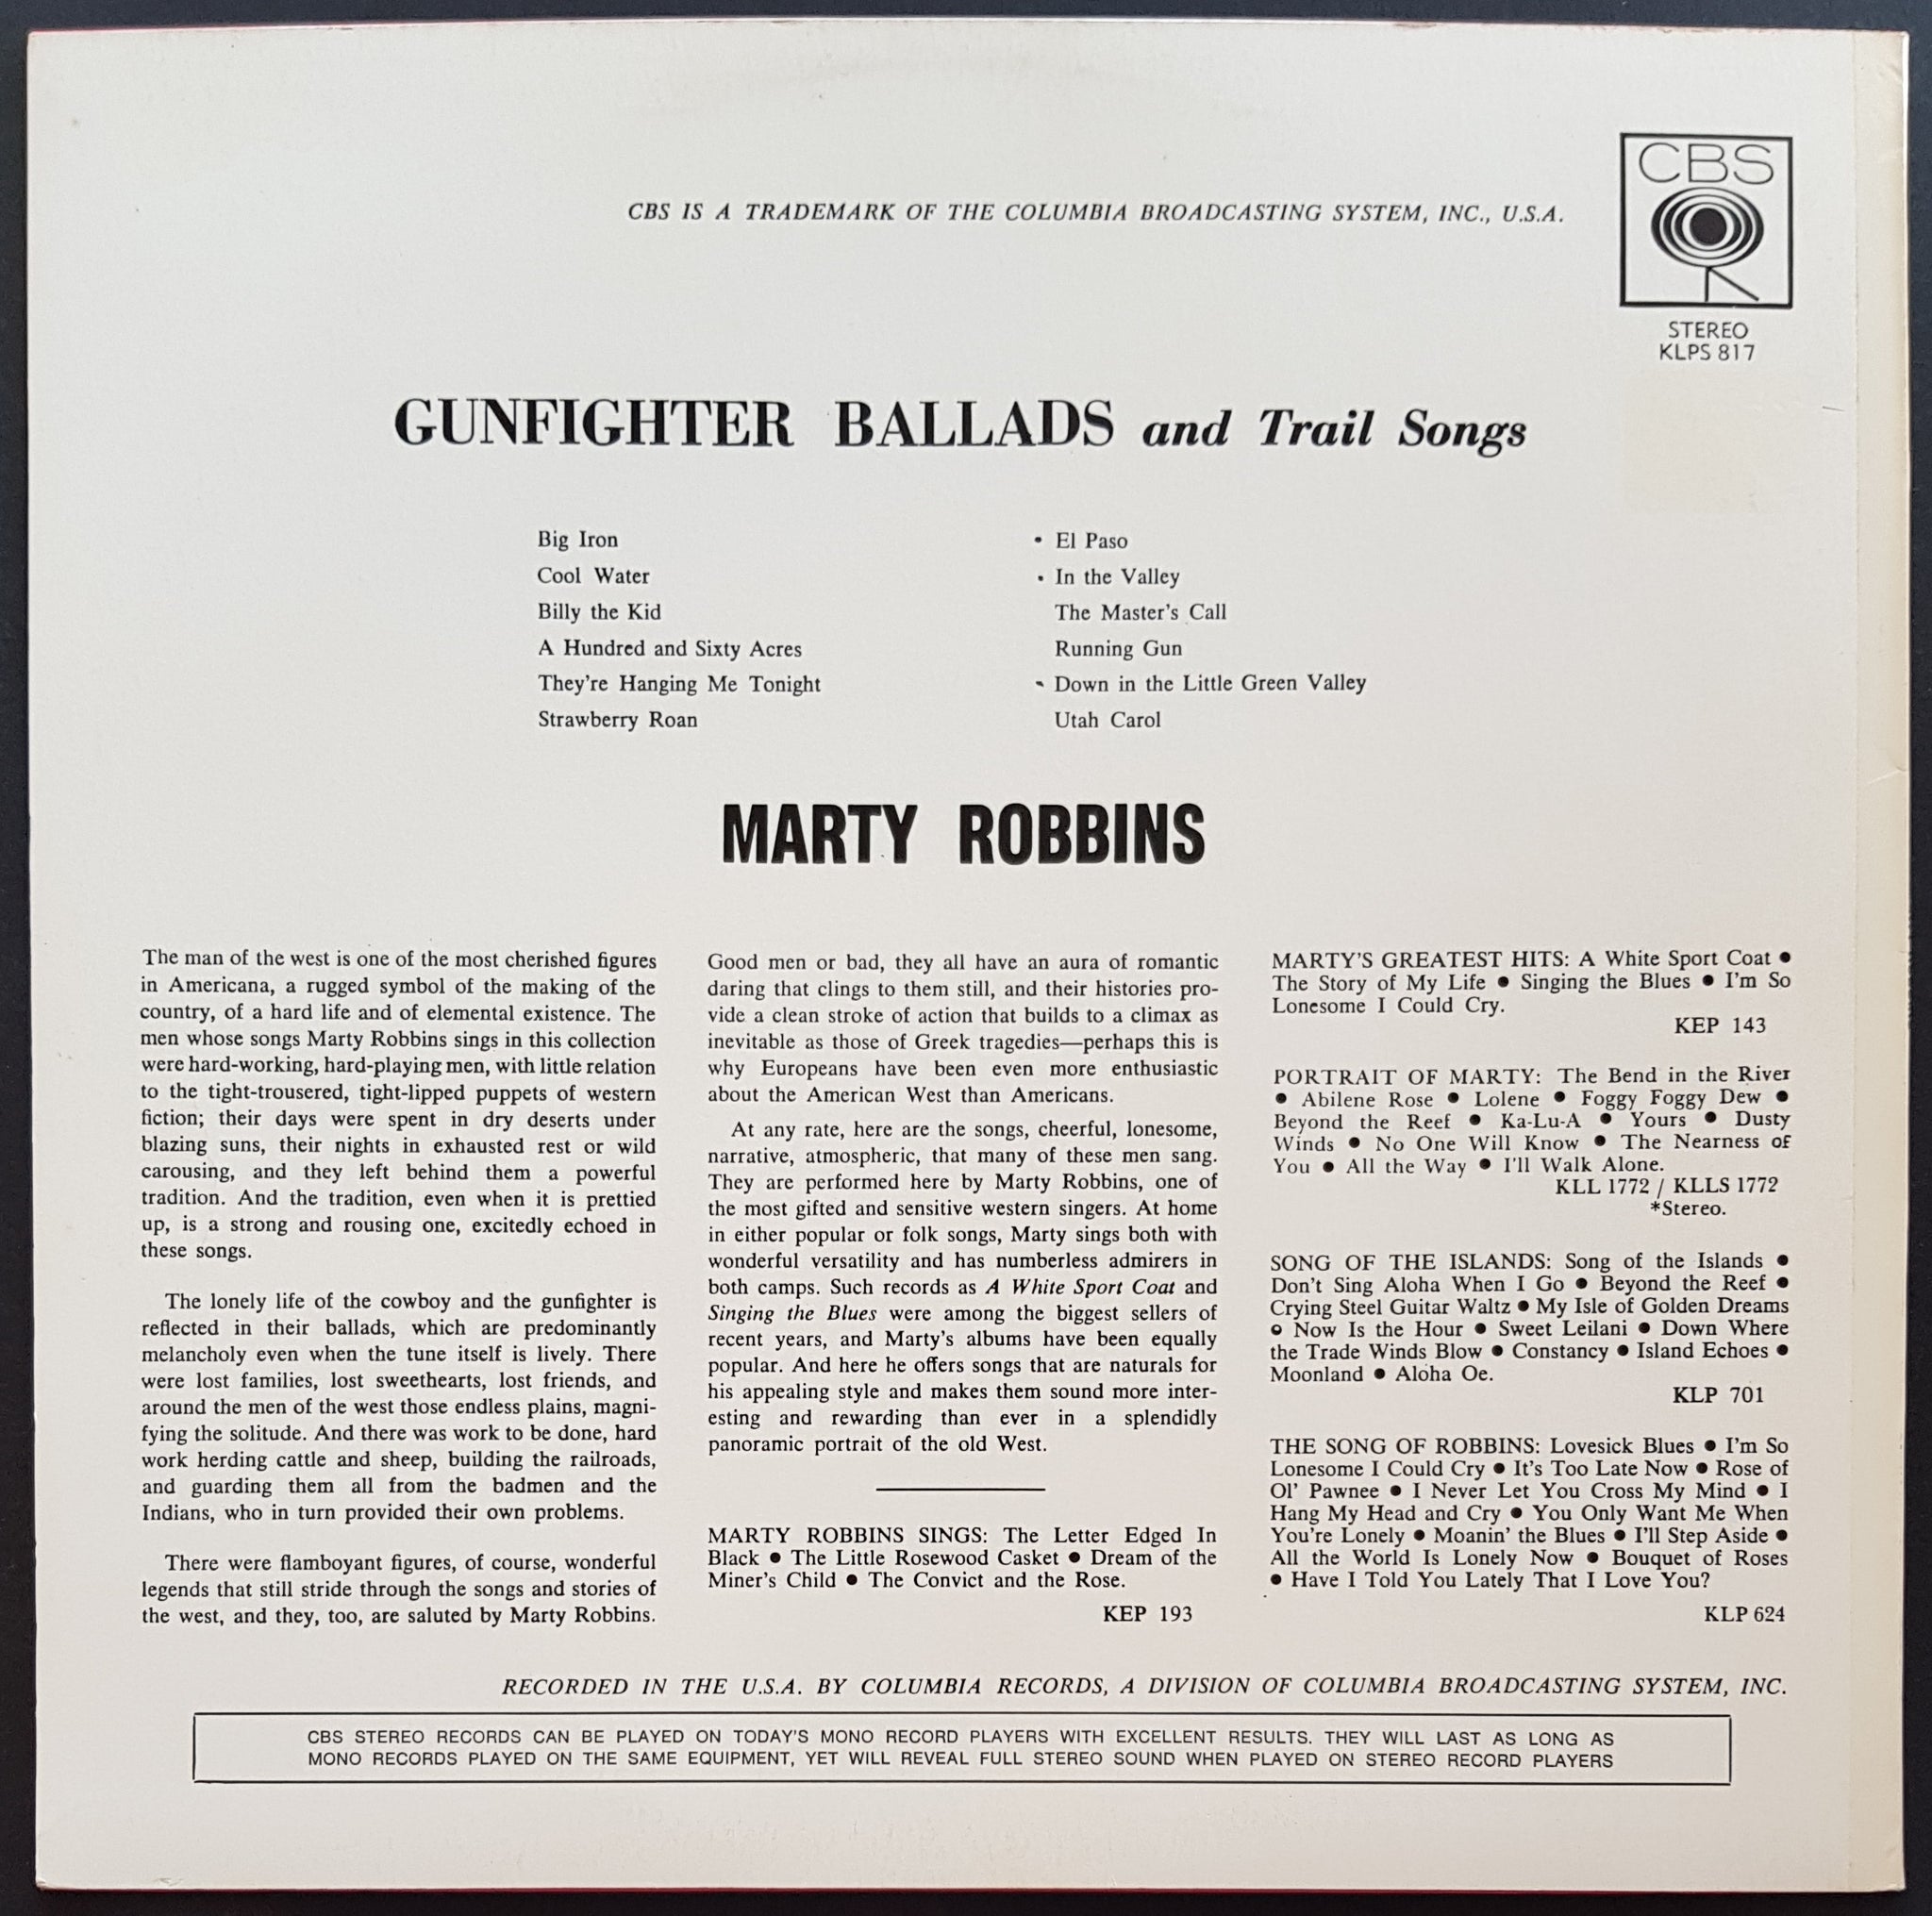 CBS
CBS IS A TRADEMARK OF THE COLUMBIA BROADCASTING SYSTEM, INC., U.S.A.
STEREO
KLPS 817
GUNFIGHTER BALLADS and Trail Songs
Big Iron
Cool Water
Billy the Kid
A Hundred and Sixty Acres
They're Hanging Me Tonight
Strawberry Roan
• El Paso
• In the Valley
The Master's Call
Running Gun
- Down in the Little Green Valley
Utah Carol
MARTY ROBBINS
The man of the west is one of the most cherished figures
in Americana, a rugged symbol of the making of the
country, of a hard life and of elemental existence. The
men whose songs Marty Robbins sings in this collection
were hard-working, hard-playing men, with little relation
to the tight-trousered, tight-lipped puppets of western
fiction; their days were spent in dry deserts under
blazing suns, their nights in exhausted rest or wild
carousing, and they left behind them a powerful
tradition. And the tradition, even when it is prettied
up, is a strong and rousing one, excitedly echoed in
these songs.
The lonely life of the cowboy and the gunfighter is
reflected in their ballads, which are predominantly
melancholy even when the tune itself is lively. There
were lost families, lost sweethearts, lost friends, and
around the men of the west those endless plains, magni-
fying the solitude. And there was work to be done, hard
work herding cattle and sheep, building the railroads,
and guarding them all from the badmen and the
Indians, who in turn provided their own problems.
There were flamboyant figures, of course, wonderful
legends that still stride through the songs and stories of
the west, and they, too, are saluted by Marty Robbins.
Good men or bad, they all have an aura of romantic
daring that clings to them still, and their histories pro-
vide a clean stroke of action that builds to a climax as
inevitable as those of Greek tragedies—perhaps this is
why Europeans have been even more enthusiastic
about the American West than Americans.
At any rate, here are the songs, cheerful, lonesome,
narrative, atmospheric, that many of these men sang.
They are performed here by Marty Robbins, one of
the most gifted and sensitive western singers. At home
in either popular or folk songs, Marty sings both with
wonderful versatility and has numberless admirers in
both camps. Such records as A White Sport Coat and
Singing the Blues were among the biggest sellers of
recent years, and Marty's albums have been equally
popular. And here he offers songs that are naturals for
his appealing style and makes them sound more inter-
esting and rewarding than ever in a splendidly
panoramic portrait of the old West.
MARTY ROBBINS SINGS: The Letter Edged In
Black ● The Little Rosewood Casket ● Dream of the
Miner's Child ● The Convict and the Rose.
KEP 193
MARTY'S GREATEST HITS: A White Sport Coat ●
The Story of My Life ● Singing the Blues ● I'm So
Lonesome I Could Cry.
KEP 143
PORTRAIT OF MARTY: The Bend in the River
● Abilene Rose ● Lolene ● Foggy Foggy Dew ●
Beyond the Reef ● Ka-Lu-A ● Yours ● Dusty
Winds ● No One Will Know ● The Nearness of
You ● All the Way ● I'll Walk Alone.
KLL 1772 / KLLS 1772
*Stereo.
SONG OF THE ISLANDS: Song of the Islands ●
Don't Sing Aloha When I Go ● Beyond the Reef ●
Crying Steel Guitar Waltz ● My Isle of Golden Dreams
● Now Is the Hour ● Sweet Leilani ● Down Where
the Trade Winds Blow ● Constancy ● Island Echoes ●
Moonland ● Aloha Oe.
KLP 701
THE SONG OF ROBBINS: Lovesick Blues ● I'm So
Lonesome I Could Cry ● It's Too Late Now ● Rose of
Ol' Pawnee ● I Never Let You Cross My Mind ● I
Hang My Head and Cry ● You Only Want Me When
You're Lonely ● Moanin' the Blues ● I'll Step Aside ●
All the World Is Lonely Now ● Bouquet of Roses
● Have I Told You Lately That I Love You?
KLP 624
RECORDED IN THE U.S.A. BY COLUMBIA RECORDS, A DIVISION OF COLUMBIA BROADCASTING SYSTEM, INC.
CBS STEREO RECORDS CAN BE PLAYED ON TODAY'S MONO RECORD PLAYERS WITH EXCELLENT RESULTS. THEY WILL LAST AS LONG AS
MONO RECORDS PLAYED ON THE SAME EQUIPMENT, YET WILL REVEAL FULL STEREO SOUND WHEN PLAYED ON STEREO RECORD PLAYERS